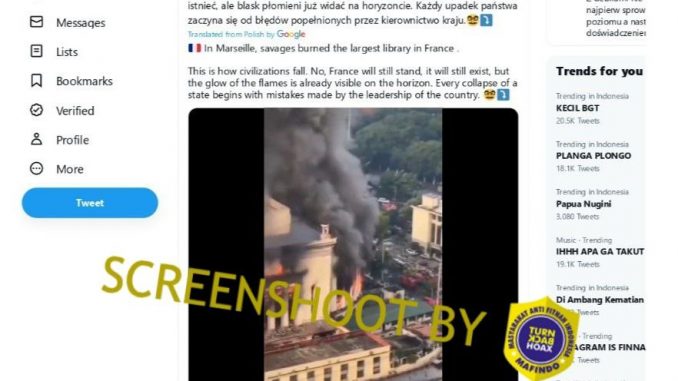 istnieć, ale blask płomieni już widać na horyzoncie. Każdy upadek państwa
zaczyna się od błędów popełnionych przez kierownictwo kraju.
Translated from Polish by Google
In Marseille, savages burned the largest library in France .
This is how civilizations fall. No, France will still stand, it will still exist, but
the glow of the flames is already visible on the horizon. Every collapse of a
state begins with mistakes made by the leadership of the country.
Messages
Lists
Bookmarks
Verified
Profile
More
Tweet
najpierw sprow
poziomu a nast
doświadczenie
Trends for you
Trending in Indonesia
KECIL BGT
20.5K Tweets
Trending in Indonesia
PLANGA PLONGO
18.1K Tweets
Trending in Indonesia
Papua Nugini
3,080 Tweets
Music · Trending
IHHH APA GA TAKUT
19.1K Tweets
Trending in Indonesia
Di Ambang Kematian
Tweets
Trending
AGRAM IS FINNA
Tweets
SCREENSHOOT BY
MASYARAKAT ANTI FITNAH INDONESIA
TURN
BACK
HOAX
MAFINDO